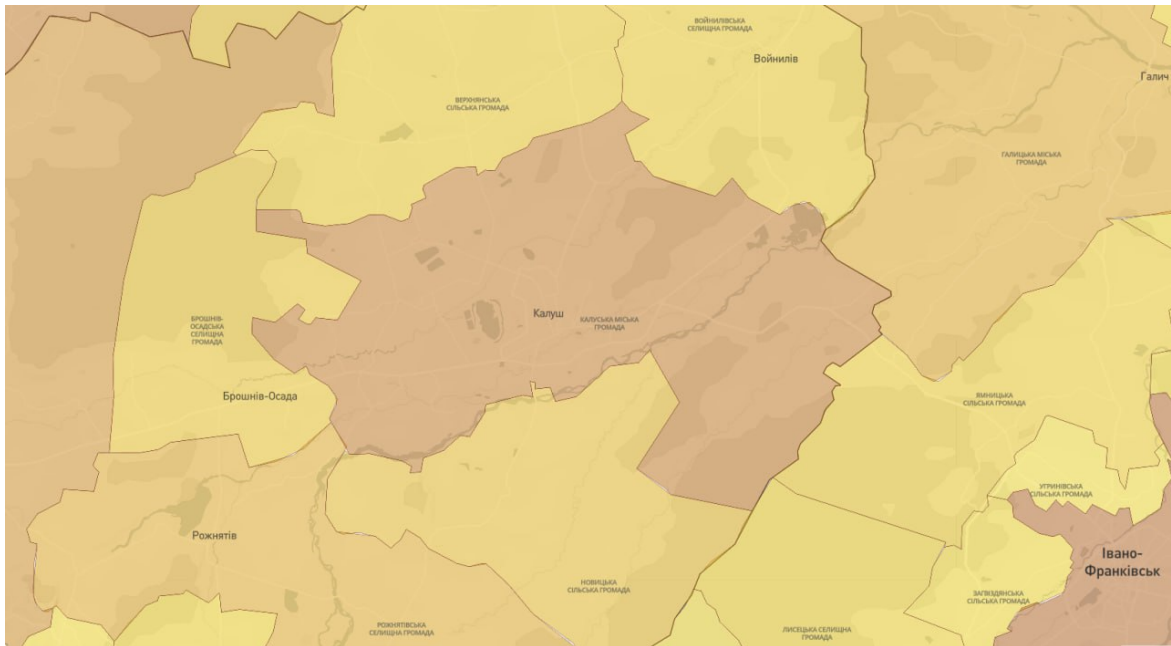 ВОЙНИЛІВСЬКА
СЕЛИЩНА ГРОМАДА
Войнилів
Галич
ВЕРХНЯНСЬКА
СІЛЬСЬКА ГРОМАДА
ГАЛИЦЬКА МІСЬКА
ГРОМАДА
Калуш
КАЛУСЬКА МІСЬКА
ГРОМАДА
БРОШНІВ-
ОСАДСЬКА
СЕЛИЩНА
ГРОМАДА
Брошнів-Осада
ЯМНИЦЬКА
СІЛЬСЬКА ГРОМАДА
УГРИНІВСЬКА
СІЛЬСЬКА ГРОМАДА
Рожнятів
Івано-
Франківськ
НОВИЦЬКА
СІЛЬСЬКА ГРОМАДА
ЗАГВІЗДЯНСЬКА
СІЛЬСЬКА ГРОМАДА
РОЖНЯТІВСЬКА
СЕЛИЩНА ГРОМАДА
ЛИСЕЦЬКА СЕЛИЩНА
ГРОМАДА